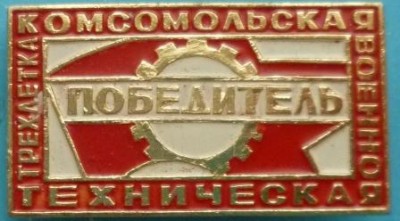 КОМСОМОЛЬСКАЯ
ВОЕННО
ТЕХНИЧЕСКАЯ
ТРЕХЛЕТКА
ПОБЕДИТЕЛЬ